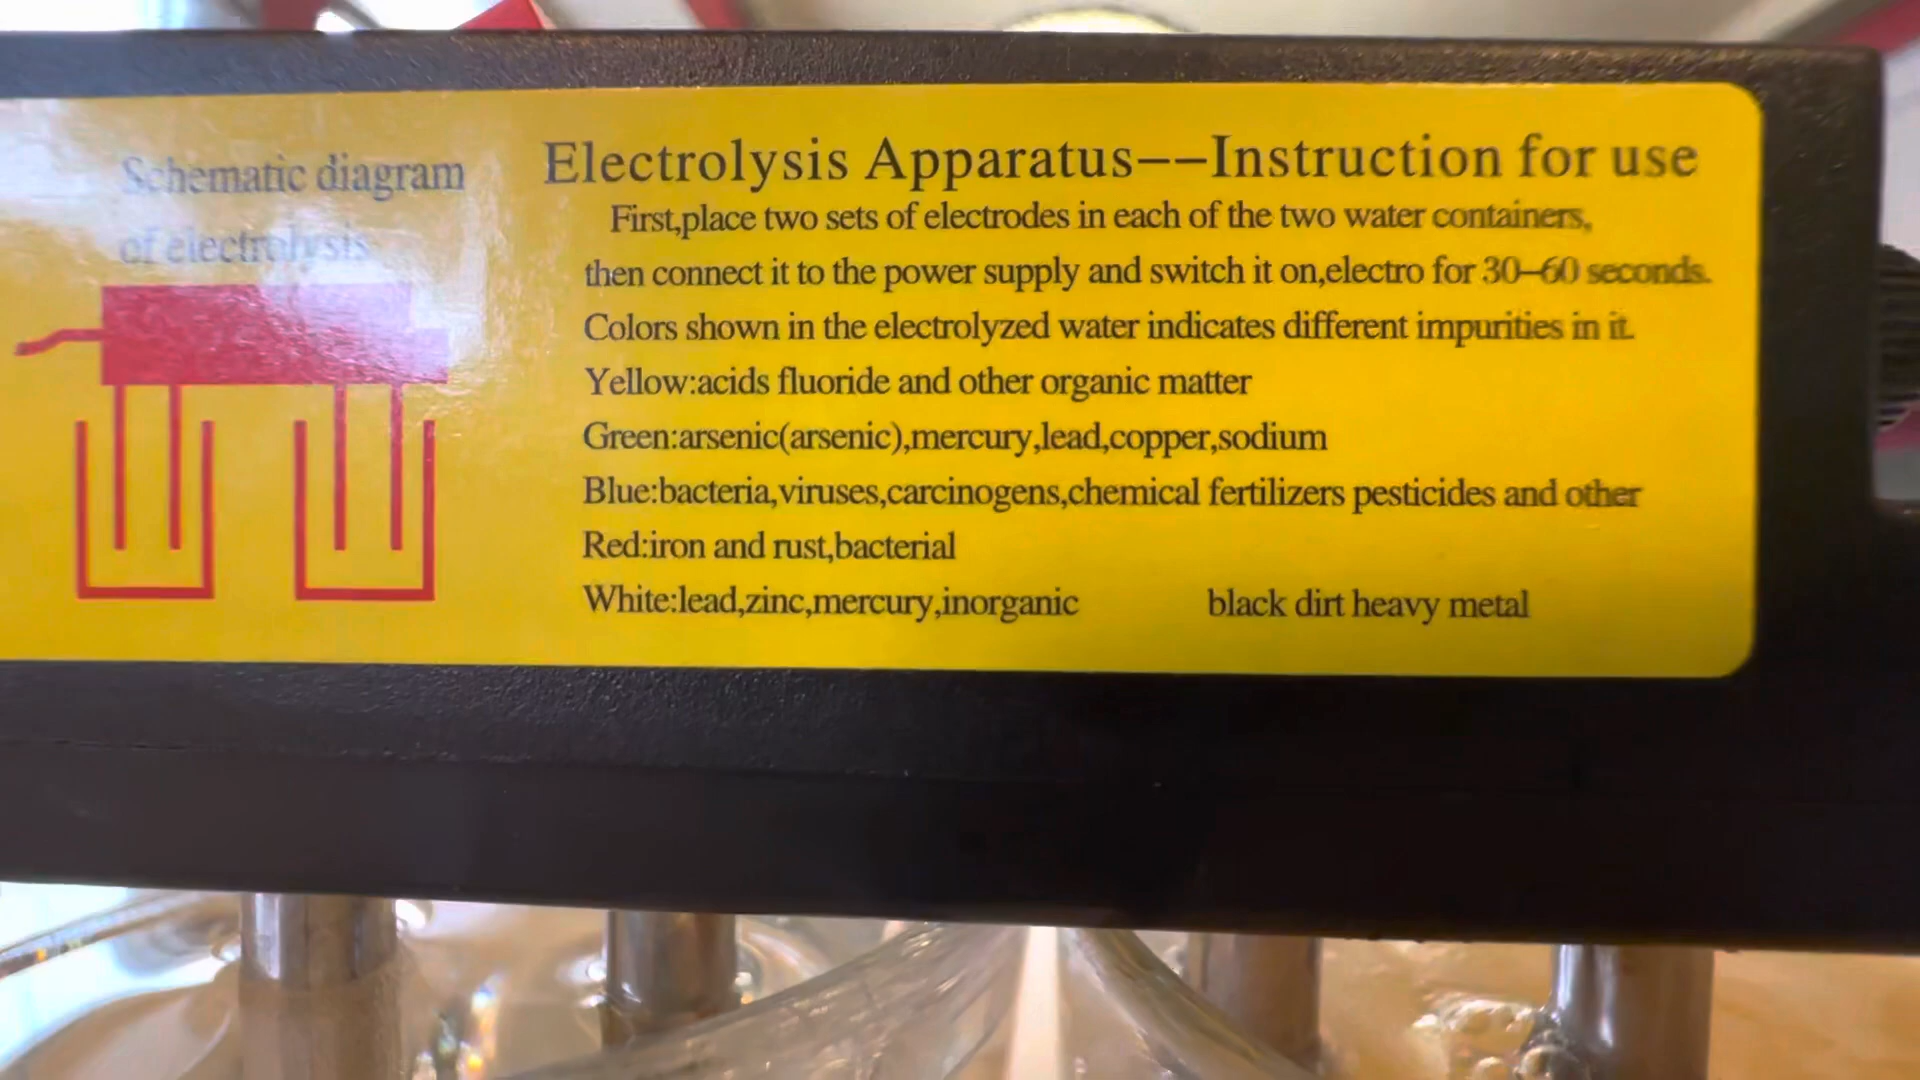 Schematic diagram
of electrolysis
Electrolysis Apparatus——Instruction for use
First,place two sets of electrodes in each of the two water containers,
then connect it to the power supply and switch it on,electro for 30–60 seconds.
Colors shown in the electrolyzed water indicates different impurities in it.
Yellow:acids fluoride and other organic matter
Green:arsenic(arsenic),mercury,lead,copper,sodium
Blue:bacteria,viruses,carcinogens,chemical fertilizers pesticides and other
Red:iron and rust,bacterial
White:lead,zinc,mercury,inorganic black dirt heavy metal